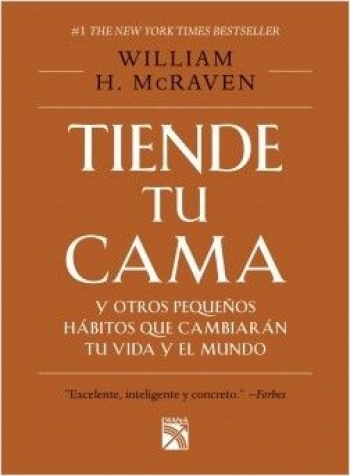 #1 THE NEW YORK TIMES BESTSELLER
WILLIAM
H. McRAVEN
TIENDE
TU
CAMA
Y OTROS PEQUEÑOS
HÁBITOS QUE CAMBIARÁN
TU VIDA Y EL MUNDO
"Excelente, inteligente y concreto." —Forbes
DIANA